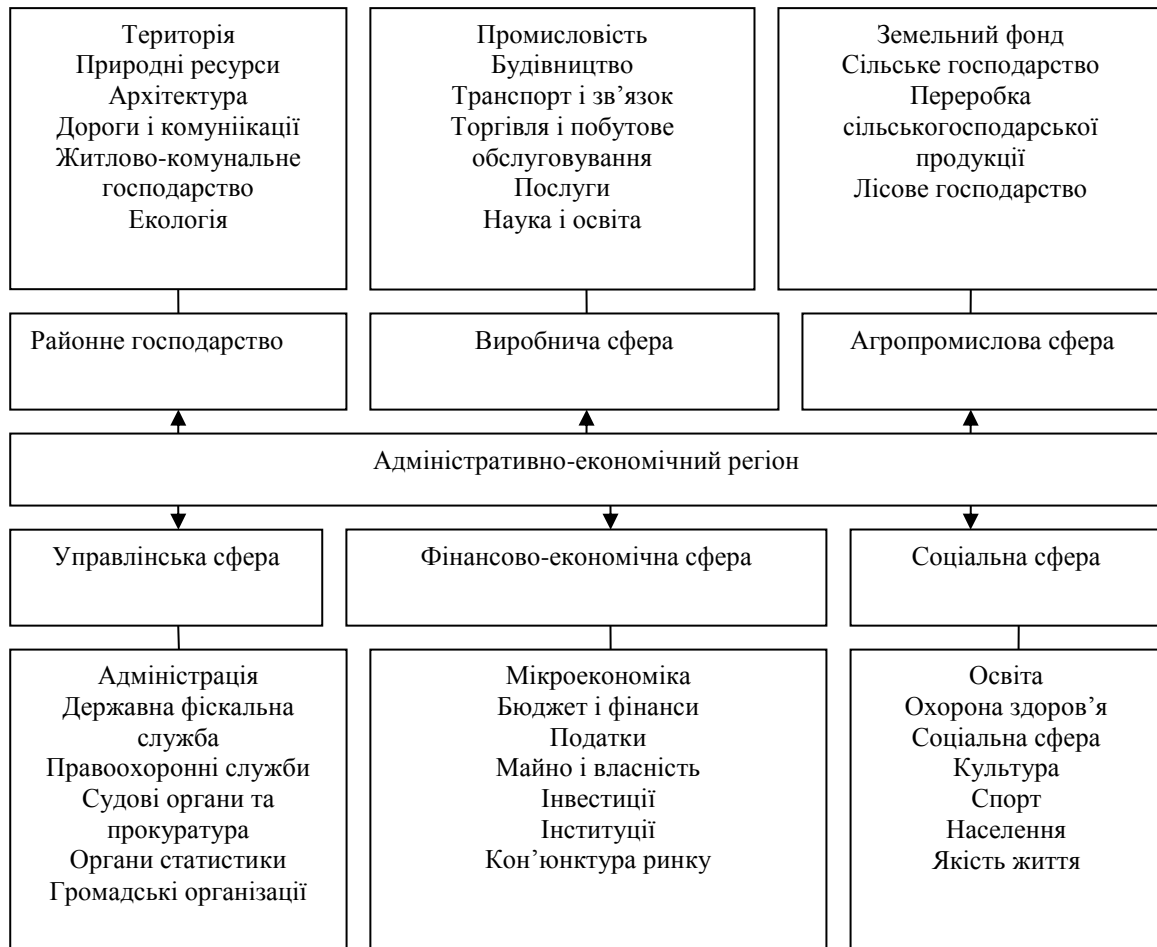 Територія
Природні ресурси
Архітектура
Дороги і комуніікації
Житлово-комунальне
господарство
Екологія
Промисловість
Будівництво
Транспорт і зв’язок
Торгівля і побутове
обслуговування
Послуги
Наука і освіта
Земельний фонд
Сільське господарство
Переробка
сільськогосподарської
продукції
Лісове господарство
Районне господарство
Виробнича сфера
Агропромислова сфера
Адміністративно-економічний регіон
Управлінська сфера
Фінансово-економічна сфера
Соціальна сфера
Адміністрація
Державна фіскальна
служба
Правоохоронні служби
Судові органи та
прокуратура
Органи статистики
Громадські організації
Мікроекономіка
Бюджет і фінанси
Податки
Майно і власність
Інвестиції
Інституції
Кон’юнктура ринку
Освіта
Охорона здоров’я
Соціальна сфера
Культура
Спорт
Населення
Якість життя